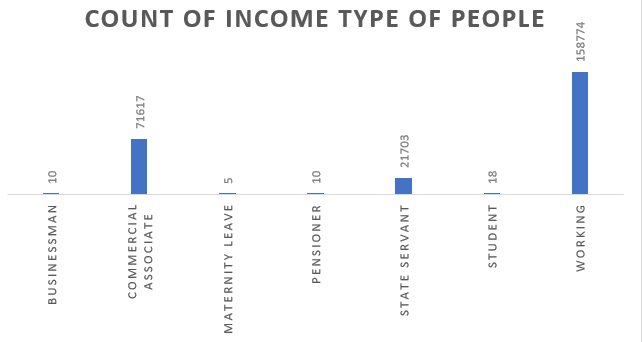 COUNT OF INCOME TYPE OF PEOPLE
10
71617
5
10
21703
18
158774
BUSINESSMAN
COMMERCIAL
ASSOCIATE
MATERNITY LEAVE
PENSIONER
STATE SERVANT
STUDENT
WORKING